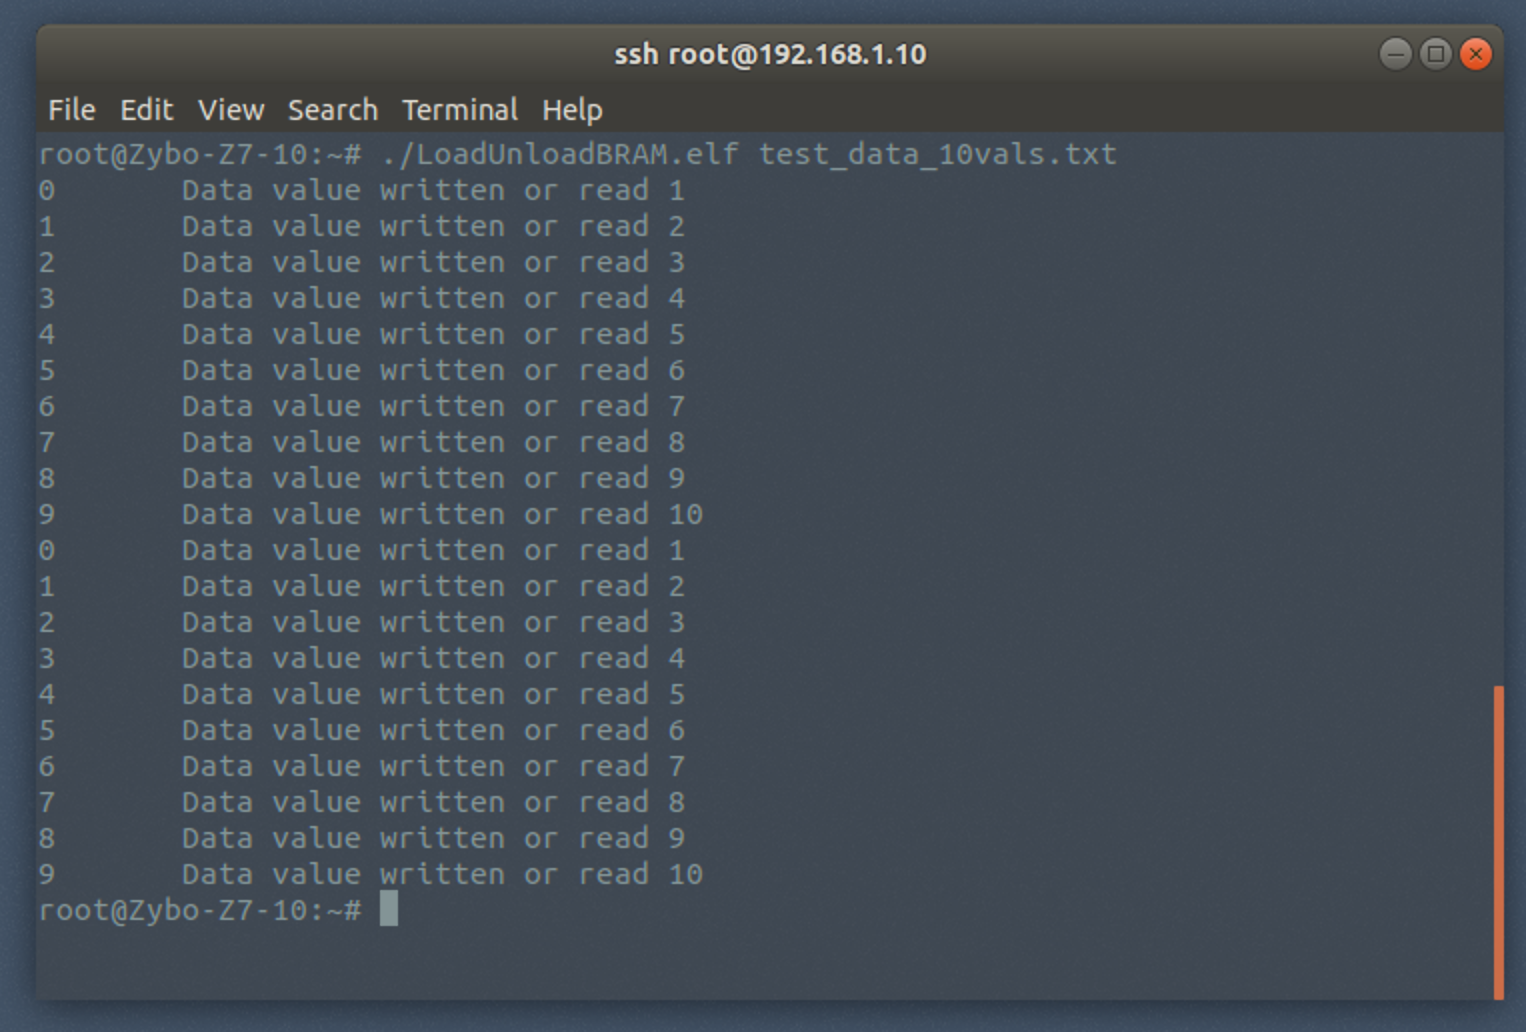 ssh root@192.168.1.10
File Edit View Search Terminal Help
root@Zybo-Z7-10:~# ./LoadUnloadBRAM.elf test_data_10vals.txt
0 Data value written or read 1
1 Data value written or read 2
2 Data value written or read 3
3 Data value written or read 4
4 Data value written or read 5
5 Data value written or read 6
6 Data value written or read 7
7 Data value written or read 8
8 Data value written or read 9
9 Data value written or read 10
0 Data value written or read 1
1 Data value written or read 2
2 Data value written or read 3
3 Data value written or read 4
4 Data value written or read 5
5 Data value written or read 6
6 Data value written or read 7
7 Data value written or read 8
8 Data value written or read 9
9 Data value written or read 10
root@Zybo-Z7-10:~#